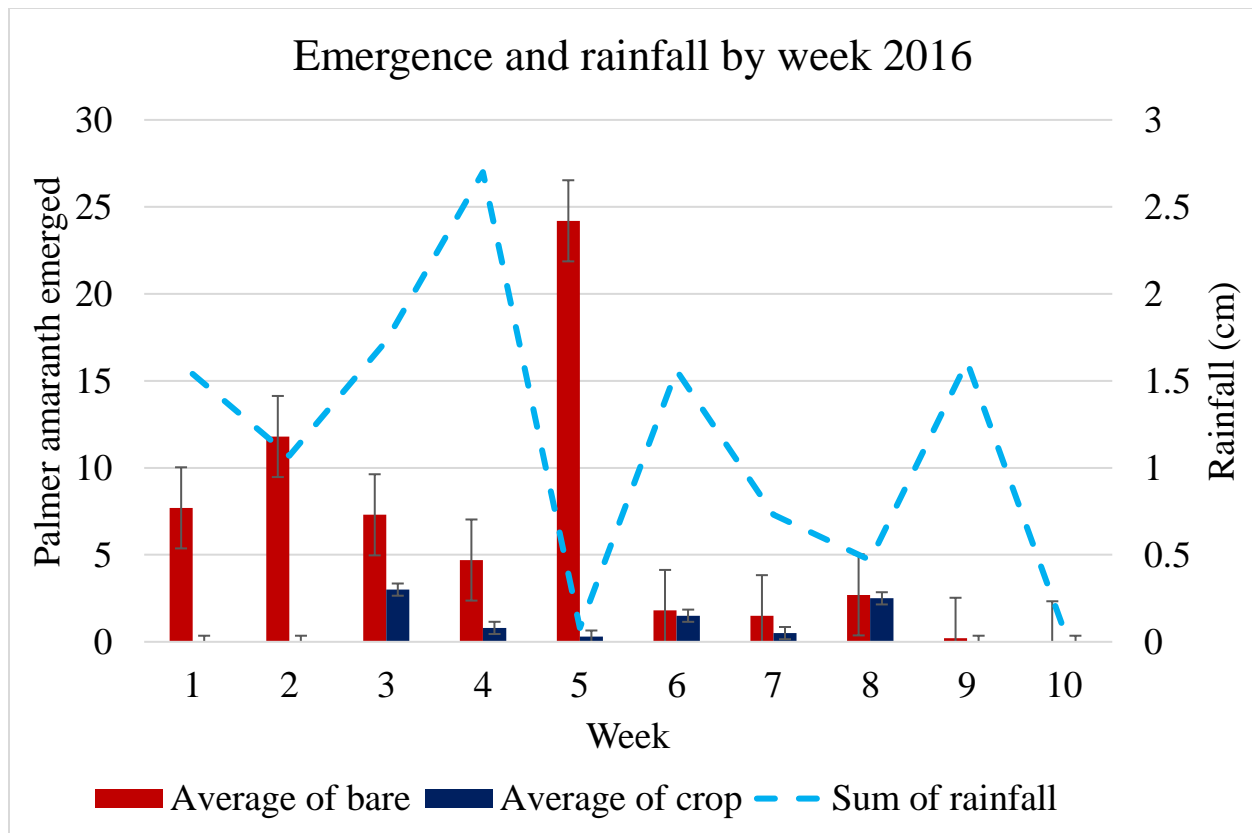 Emergence and rainfall by week 2016
30
25
20
15
10
5
0
Palmer amaranth emerged
3
2.5
2
1.5
1
0.5
0
Rainfall (cm)
1 2 3 4 5 6 7 8 9 10
Week
Average of bare Average of crop Sum of rainfall